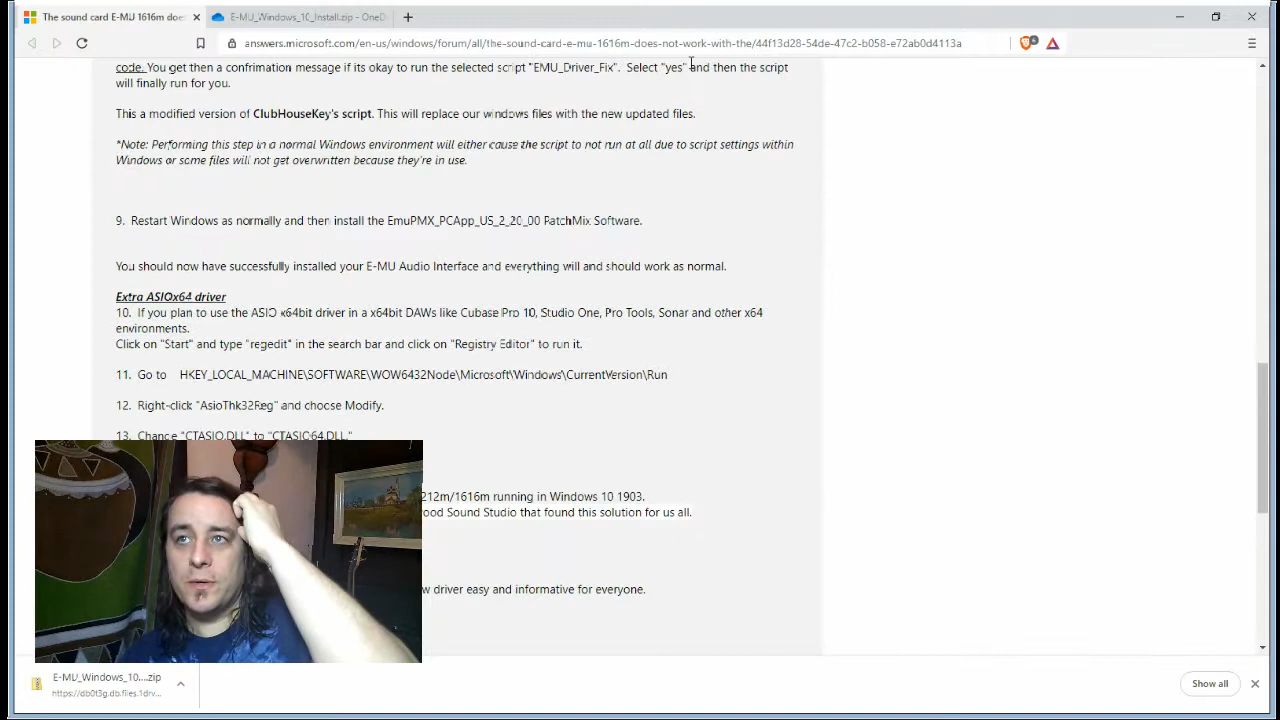 The sound card E-MU 1616m does
E-MU_Windows_10_Install.zip - OneD
answers.microsoft.com/en-us/windows/forum/all/the-sound-card-e-mu-1616m-does-not-work-with-the/44f13d28-54de-47c2-b058-e72ab0d4113a
code. You get then a confrimation message if its okay to run the selected script "EMU_Driver_Fix". Select "yes" and then the script
will finally run for you.
This a modified version of ClubHouseKey's script. This will replace our windows files with the new updated files.
*Note: Performing this step in a normal Windows environment will either cause the script to not run at all due to script settings within
Windows or some files will not get overwritten because they're in use.
9. Restart Windows as normally and then install the EmuPMX_PCApp_US_2_20_00 PatchMix Software.
You should now have successfully installed your E-MU Audio Interface and everything will and should work as normal.
Extra ASIOx64 driver
10. If you plan to use the ASIO x64bit driver in a x64bit DAWs like Cubase Pro 10, Studio One, Pro Tools, Sonar and other x64
environments.
Click on "Start" and type "regedit" in the search bar and click on "Registry Editor" to run it.
11. Go to HKEY_LOCAL_MACHINE\SOFTWARE\WOW6432Node\Microsoft\Windows\CurrentVersion\Run
12. Right-click "AsioThk32Reg" and choose Modify.
13. Change "CTASIO.DLL" to "CTASIO64.DLL"
212m/1616m running in Windows 10 1903.
ood Sound Studio that found this solution for us all.
w driver easy and informative for everyone.
E-MU_Windows_10....zip
https://db0t3g.db.files.1drv...
Show all